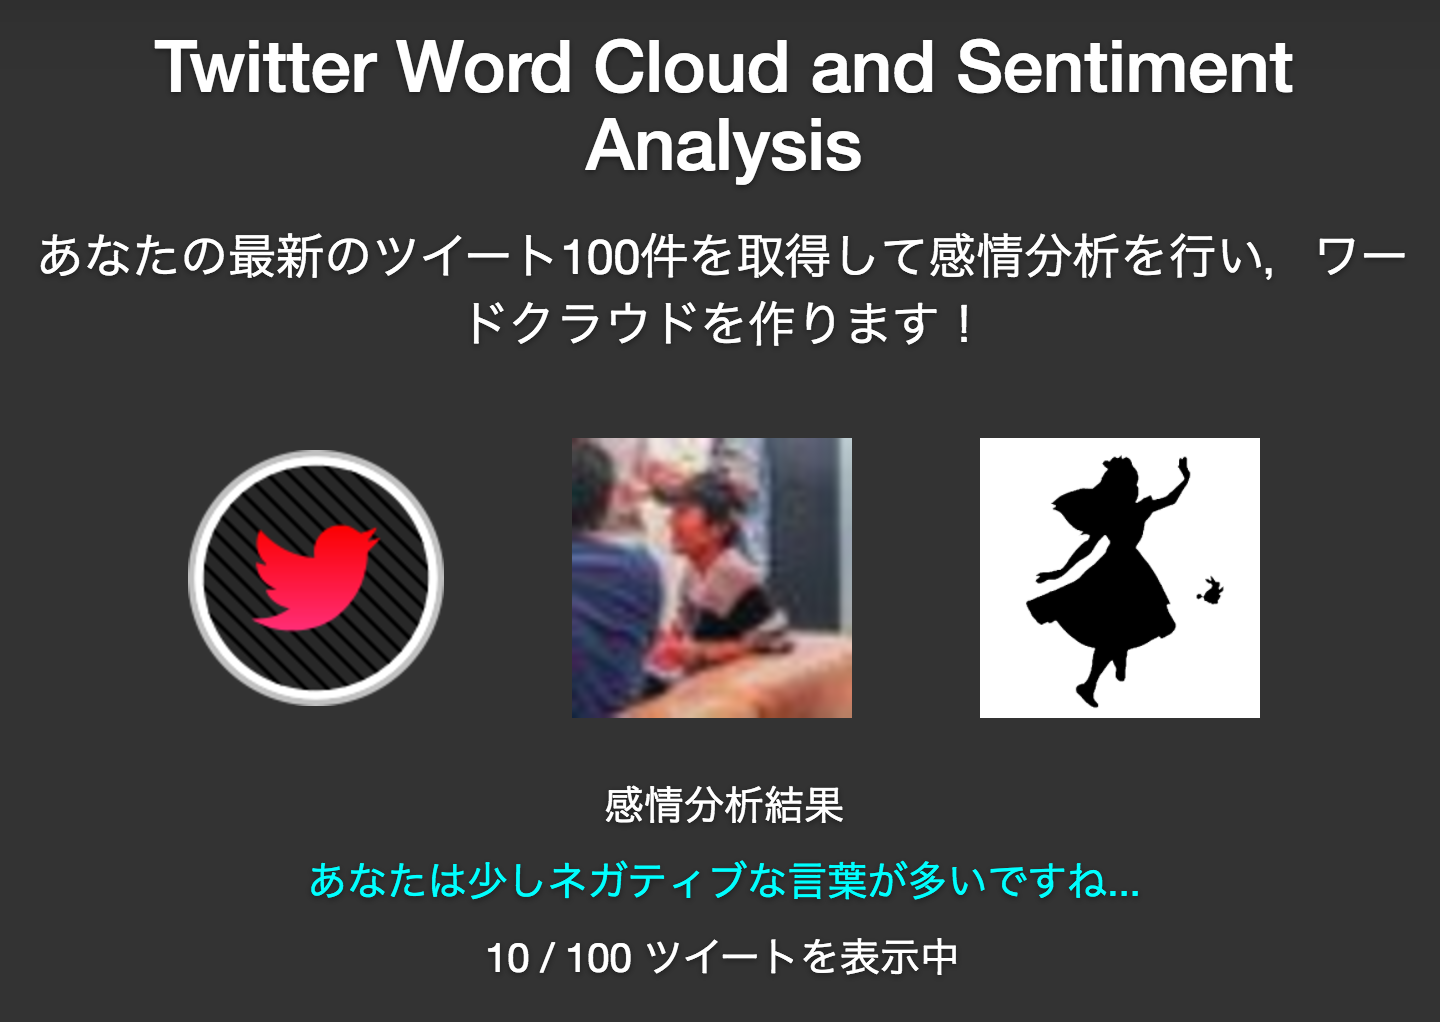 Twitter Word Cloud and Sentiment
Analysis
あなたの最新のツイート100件を取得して感情分析を行い，ワー
ドクラウドを作ります！
感情分析結果
あなたは少しネガティブな言葉が多いですね...
10 / 100 ツイートを表示中